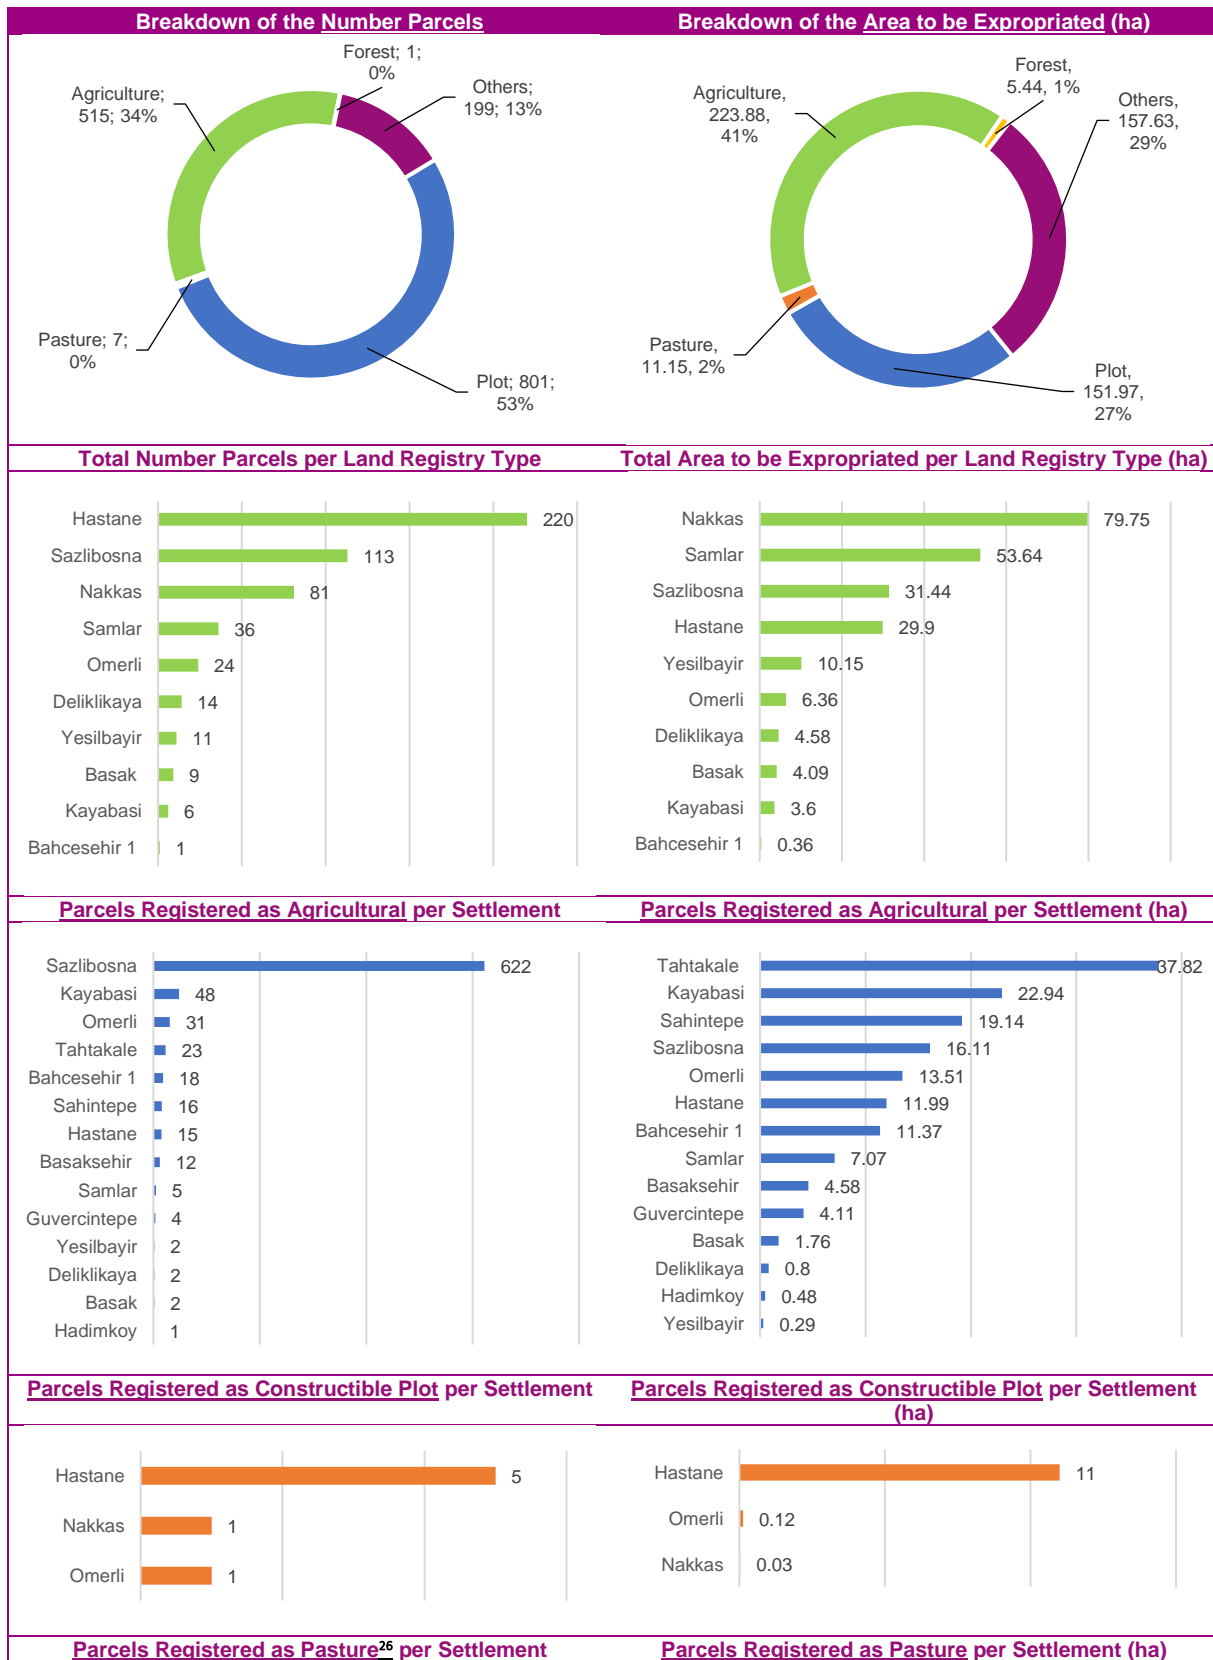 Breakdown of the Number Parcels
Breakdown of the Area to be Expropriated (ha)
Forest; 1;
0%
Agriculture;
515; 34%
Others;
199; 13%
Pasture; 7;
0%
Plot; 801;
53%
Forest,
5.44, 1%
Agriculture,
223.88,
41%
Others,
157.63,
29%
Pasture,
11.15, 2%
Plot,
151.97,
27%
Total Number Parcels per Land Registry Type
Total Area to be Expropriated per Land Registry Type (ha)
Hastane 220
Sazlibosna 113
Nakkas 81
Samlar 36
Omerli 24
Deliklikaya 14
Yesilbayir 11
Basak 9
Kayabasi 6
Bahcesehir 1 1
Nakkas 79.75
Samlar 53.64
Sazlibosna 31.44
Hastane 29.9
Yesilbayir 10.15
Omerli 6.36
Deliklikaya 4.58
Basak 4.09
Kayabasi 3.6
Bahcesehir 1 0.36
Parcels Registered as Agricultural per Settlement
Parcels Registered as Agricultural per Settlement (ha)
Sazlibosna 622
Kayabasi 48
Omerli 31
Tahtakale 23
Bahcesehir 1 18
Sahintepe 16
Hastane 15
Basaksehir 12
Samlar 5
Guvercintepe 4
Yesilbayir 2
Deliklikaya 2
Basak 2
Hadimkoy 1
Tahtakale 37.82
Kayabasi 22.94
Sahintepe 19.14
Sazlibosna 16.11
Omerli 13.51
Hastane 11.99
Bahcesehir 1 11.37
Samlar 7.07
Basaksehir 4.58
Guvercintepe 4.11
Basak 1.76
Deliklikaya 0.8
Hadimkoy 0.48
Yesilbayir 0.29
Parcels Registered as Constructible Plot per Settlement
Parcels Registered as Constructible Plot per Settlement
(ha)
Hastane 5
Nakkas 1
Omerli 1
Hastane 11
Omerli 0.12
Nakkas 0.03
Parcels Registered as Pasture26 per Settlement
Parcels Registered as Pasture per Settlement (ha)